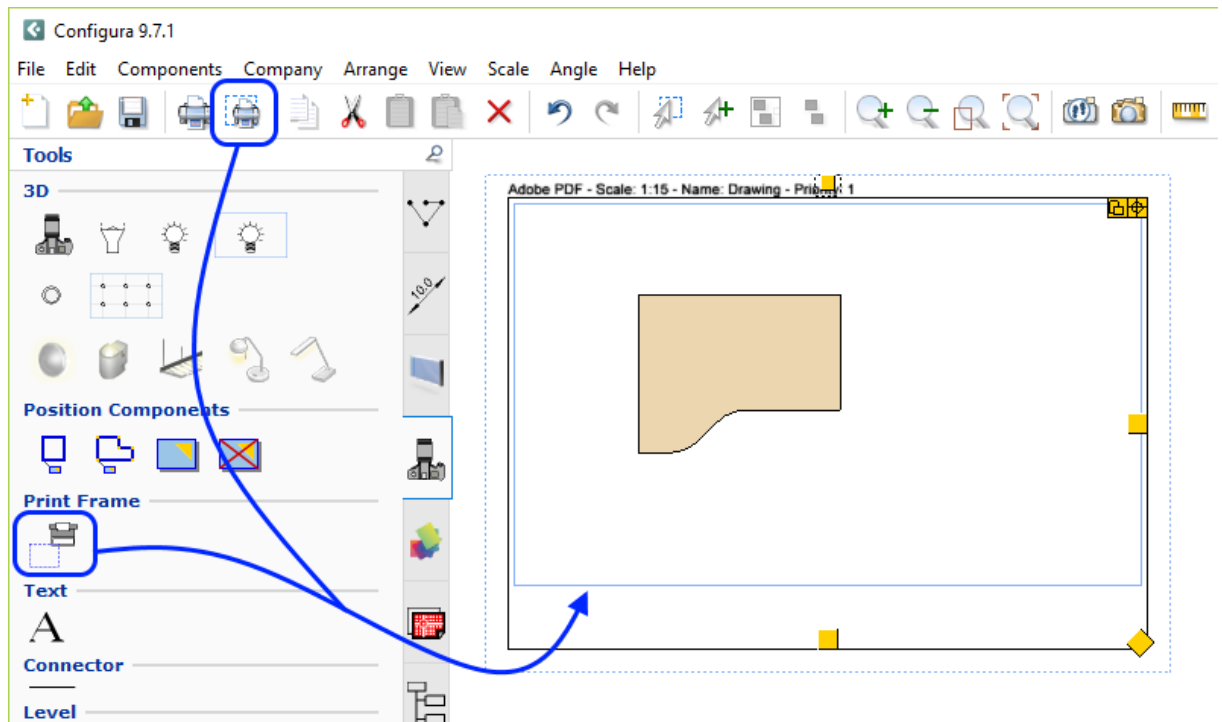 Configura 9.7.1
File Edit Components Company Arrange View Scale Angle Help
Tools
3D
10.0
Position Components
Print Frame
Text
A
Connector
Level
Adobe PDF - Scale: 1:15 - Name: Drawing - Priority: 1